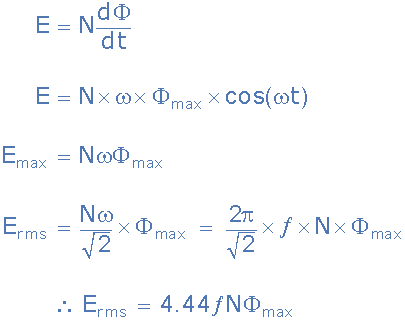 E = N dΦ/dt
E = N × ω × Φmax × cos(ωt)
Emax = NωΦmax
Erms = Nω/√2 × Φmax = 2π/√2 × f × N × Φmax
∴ Erms = 4.44fNΦmax